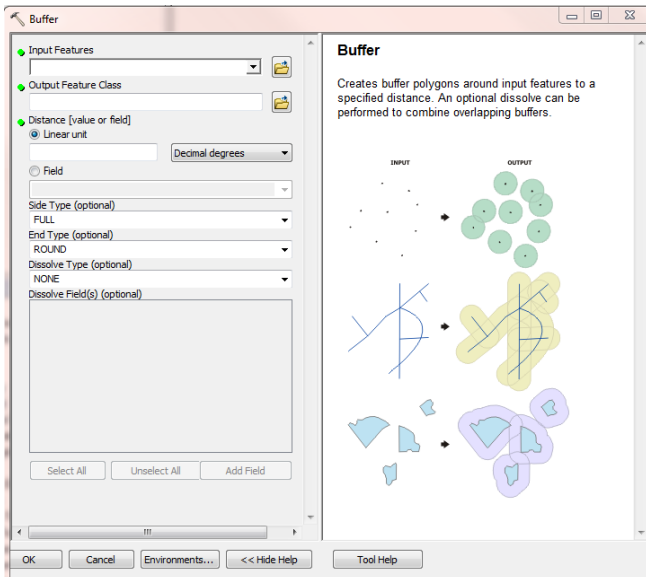 Buffer
Input Features
Output Feature Class
Distance [value or field]
Linear unit
Decimal degrees
Field
Side Type (optional)
FULL
End Type (optional)
ROUND
Dissolve Type (optional)
NONE
Dissolve Field(s) (optional)
Select All
Unselect All
Add Field
Buffer
Creates buffer polygons around input features to a
specified distance. An optional dissolve can be
performed to combine overlapping buffers.
INPUT
OUTPUT
OK
Cancel
Environments...
<< Hide Help
Tool Help